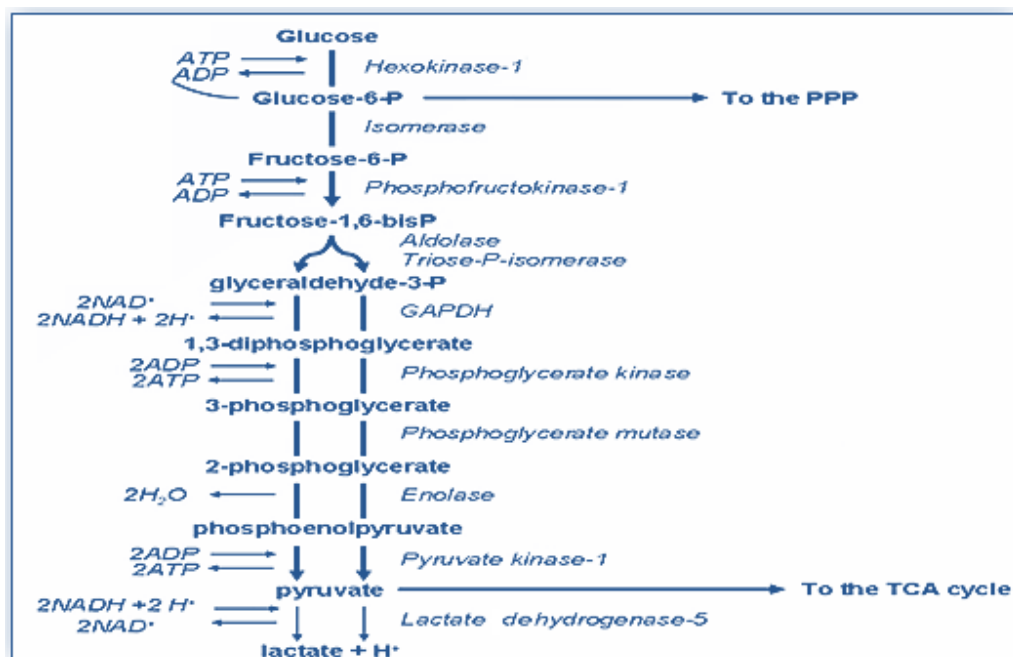 Glucose
ATP
ADP
Hexokinase-1
Glucose-6-P
To the PPP
Isomerase
Fructose-6-P
ATP
ADP
Phosphofructokinase-1
Fructose-1,6-bisP
Aldolase
Triose-P-isomerase
glyceraldehyde-3-P
2NAD⁺
2NADH + 2H⁺
GAPDH
1,3-diphosphoglycerate
2ADP
2ATP
Phosphoglycerate kinase
3-phosphoglycerate
Phosphoglycerate mutase
2-phosphoglycerate
2H₂O
Enolase
phosphoenolpyruvate
2ADP
2ATP
Pyruvate kinase-1
pyruvate
To the TCA cycle
2NADH +2 H⁺
2NAD⁺
Lactate dehydrogenase-5
lactate + H⁺